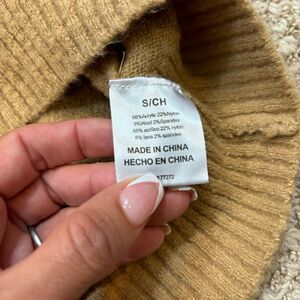 S/CH
68%Acrylic 22%Nylon
8%Wool 2%Spandex
68% acrílico 22% nylon
8% lana 2% spandex
MADE IN CHINA
HECHO EN CHINA
77272